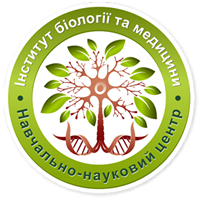 Інститут біології та медицини
Навчально-науковий центр